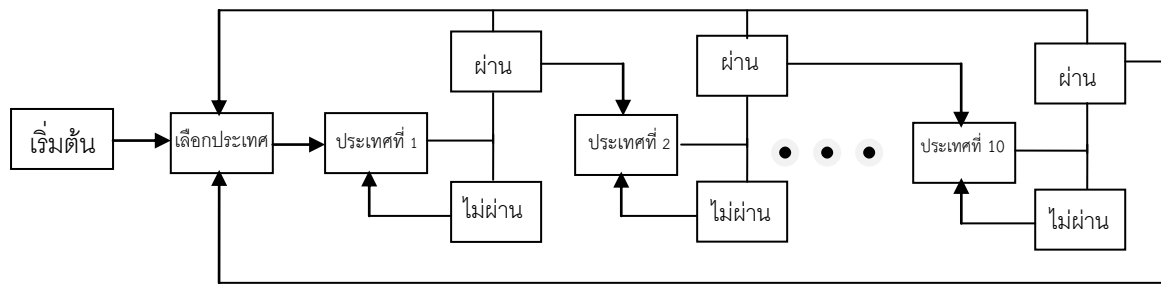 เริ่มต้น
เลือกประเทศ
ประเทศที่ 1
ผ่าน
ไม่ผ่าน
ประเทศที่ 2
ผ่าน
ไม่ผ่าน
ประเทศที่ 10
ผ่าน
ไม่ผ่าน